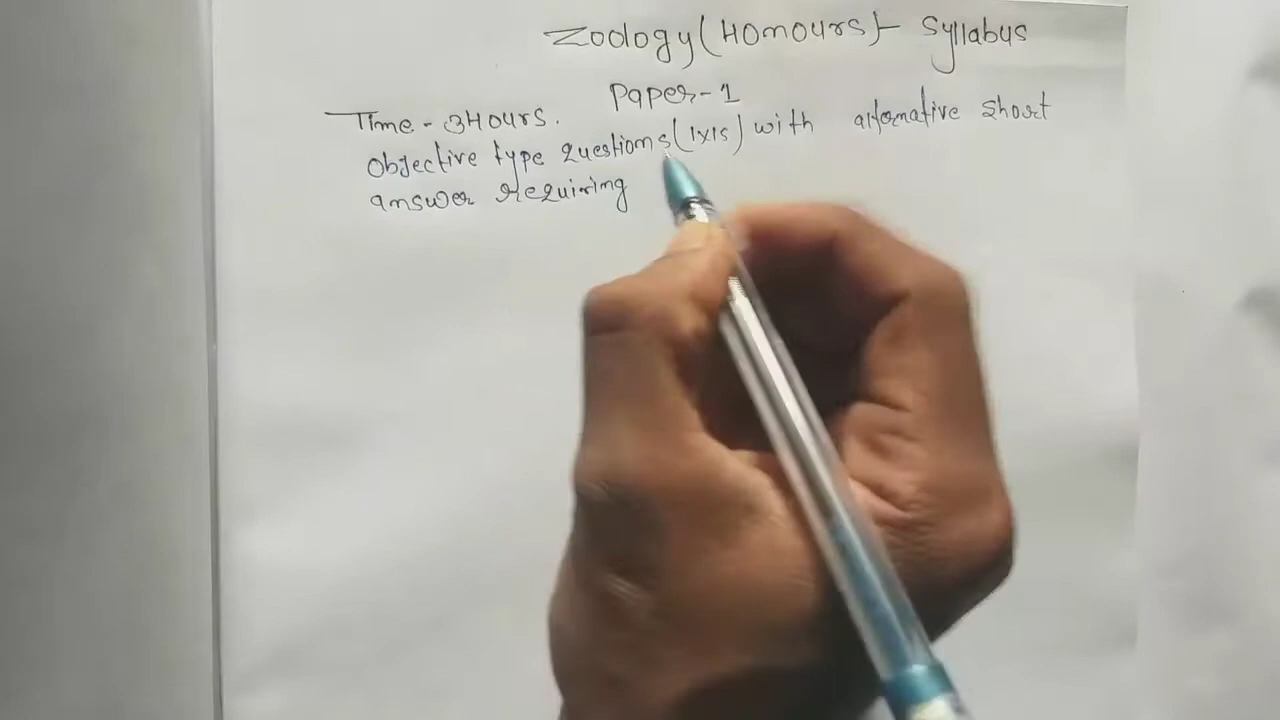 Zoology (Honours)- Syllabus
Paper-1
Time - 3Hours.
Objective type questions (1x15) with alternative short
answer requiring